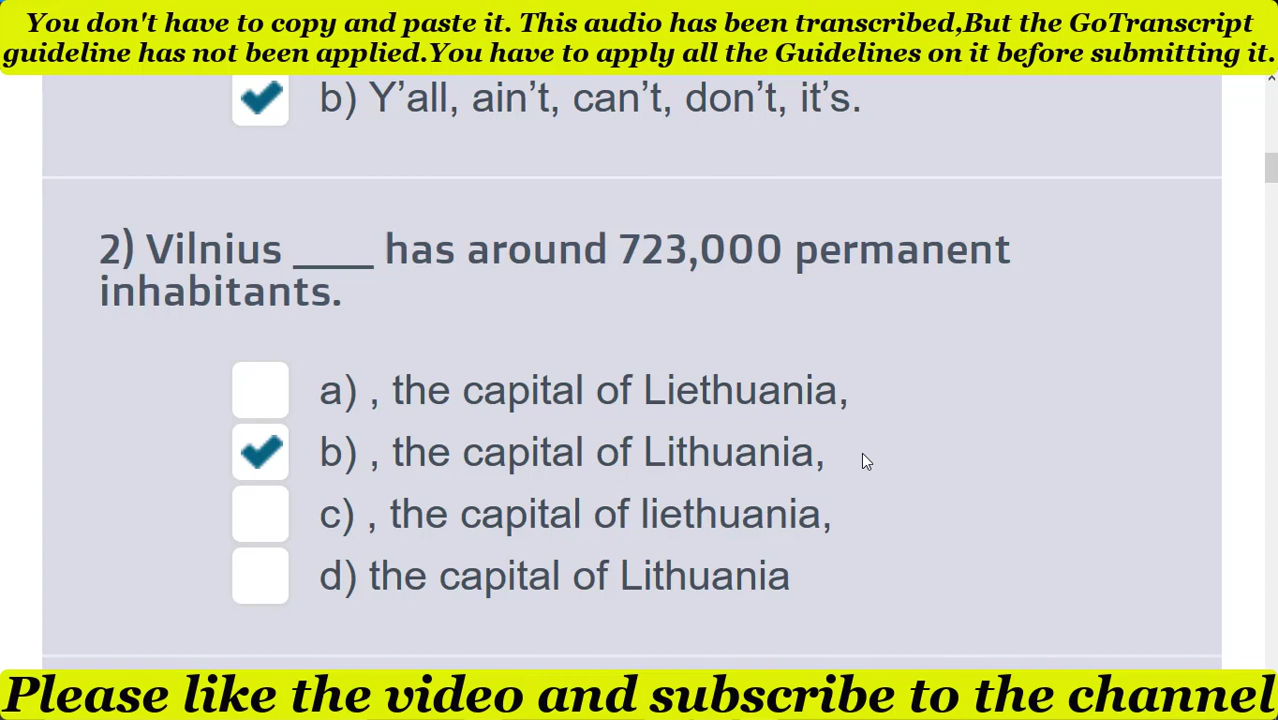 You don't have to copy and paste it. This audio has been transcribed,But the GoTranscript
guideline has not been applied.You have to apply all the Guidelines on it before submitting it.
b) Y’all, ain’t, can’t, don’t, it’s.
2) Vilnius ____ has around 723,000 permanent
inhabitants.
a) , the capital of Liethuania,
b) , the capital of Lithuania,
c) , the capital of liethuania,
d) the capital of Lithuania
Please like the video and subscribe to the channel